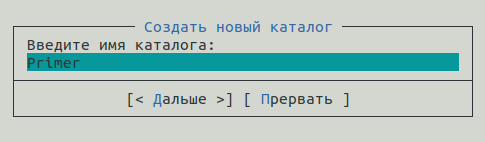 Создать новый каталог
Введите имя каталога:
Primer
[< Дальше >] [ Прервать ]